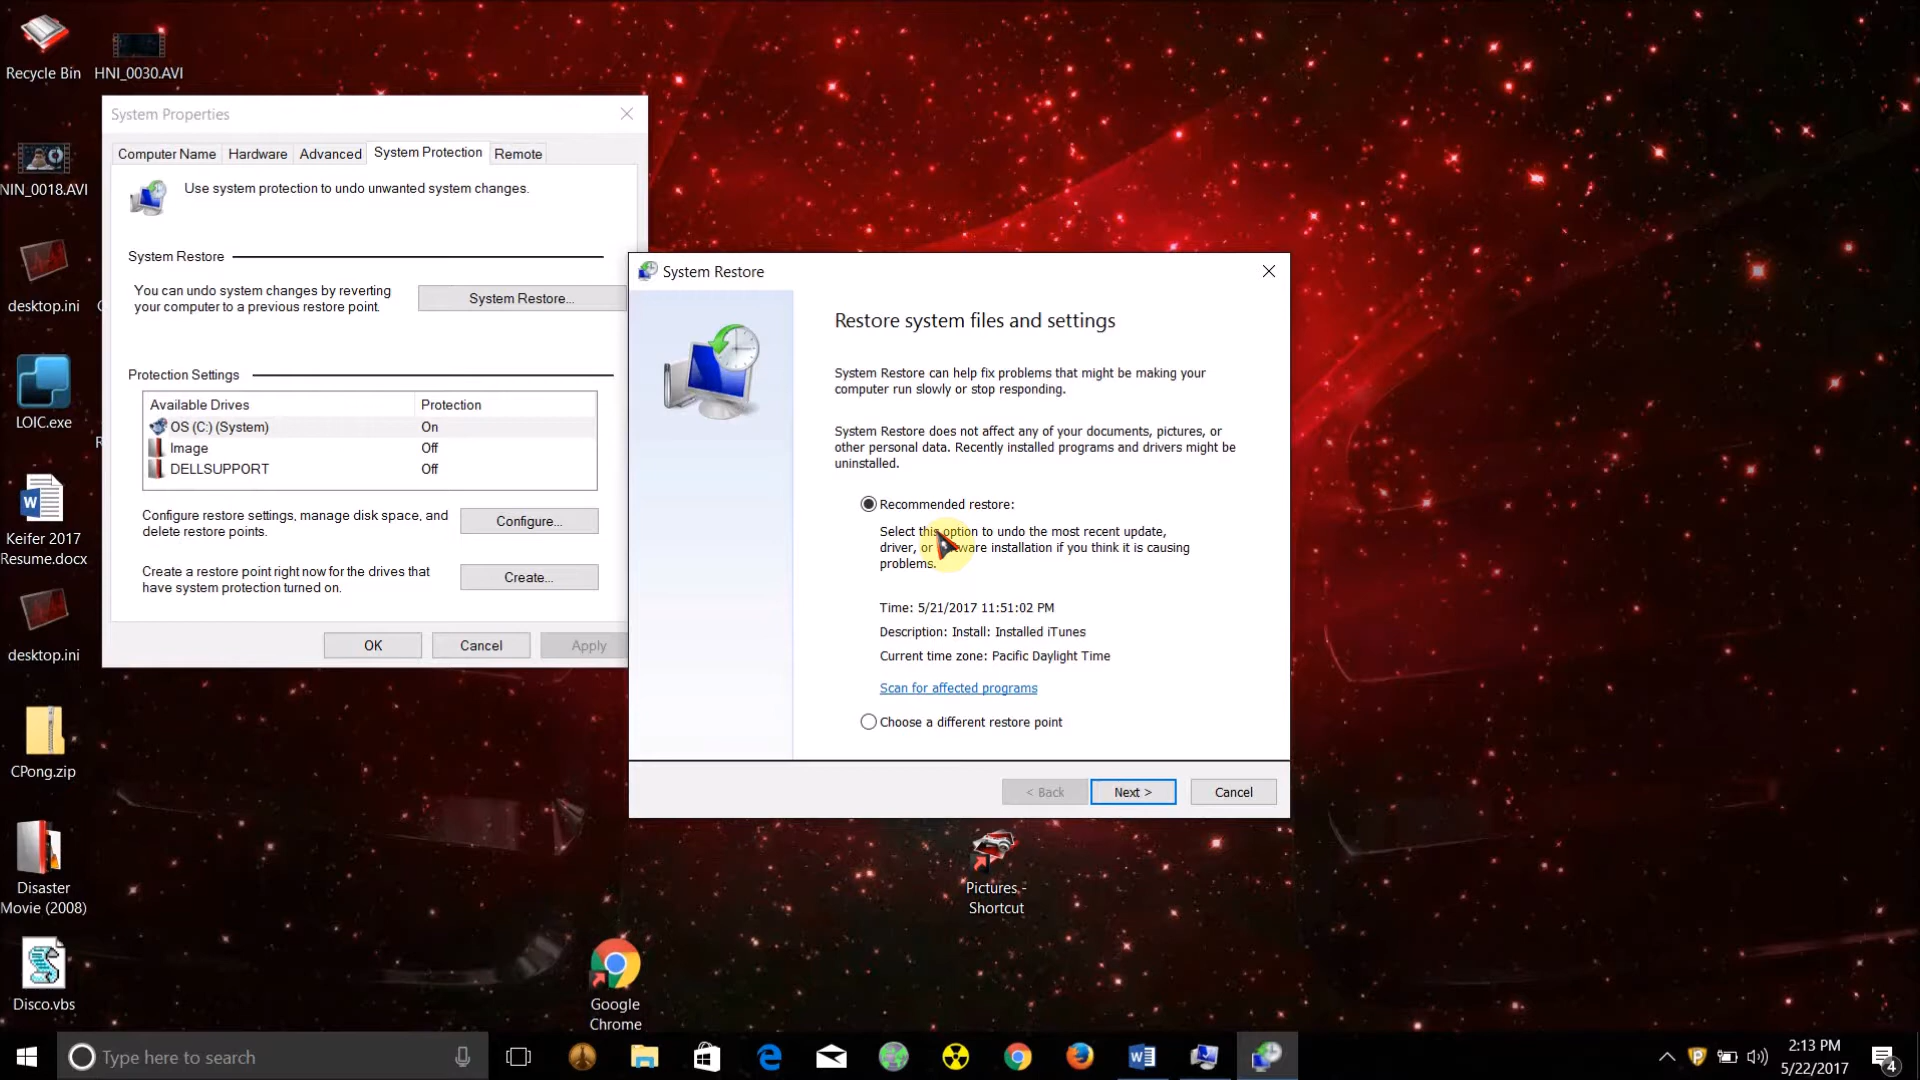 Recycle Bin
HNI_0030.AVI
NIN_0018.AVI
desktop.ini
LOIC.exe
Keifer 2017
Resume.docx
desktop.ini
CPong.zip
Disaster
Movie (2008)
Disco.vbs
System Properties
Computer Name
Hardware
Advanced
System Protection
Remote
Use system protection to undo unwanted system changes.
System Restore
You can undo system changes by reverting
your computer to a previous restore point.
System Restore...
Protection Settings
Available Drives Protection
OS (C:) (System) On
Image Off
DELLSUPPORT Off
Configure restore settings, manage disk space, and
delete restore points.
Configure...
Create a restore point right now for the drives that
have system protection turned on.
Create...
OK
Cancel
Apply
System Restore
Restore system files and settings
System Restore can help fix problems that might be making your
computer run slowly or stop responding.
System Restore does not affect any of your documents, pictures, or
other personal data. Recently installed programs and drivers might be
uninstalled.
Recommended restore:
Select this option to undo the most recent update,
driver, or software installation if you think it is causing
problems.
Time: 5/21/2017 11:51:02 PM
Description: Install: Installed iTunes
Current time zone: Pacific Daylight Time
Scan for affected programs
Choose a different restore point
< Back
Next >
Cancel
Pictures -
Shortcut
Google
Chrome
Type here to search
2:13 PM
5/22/2017
4